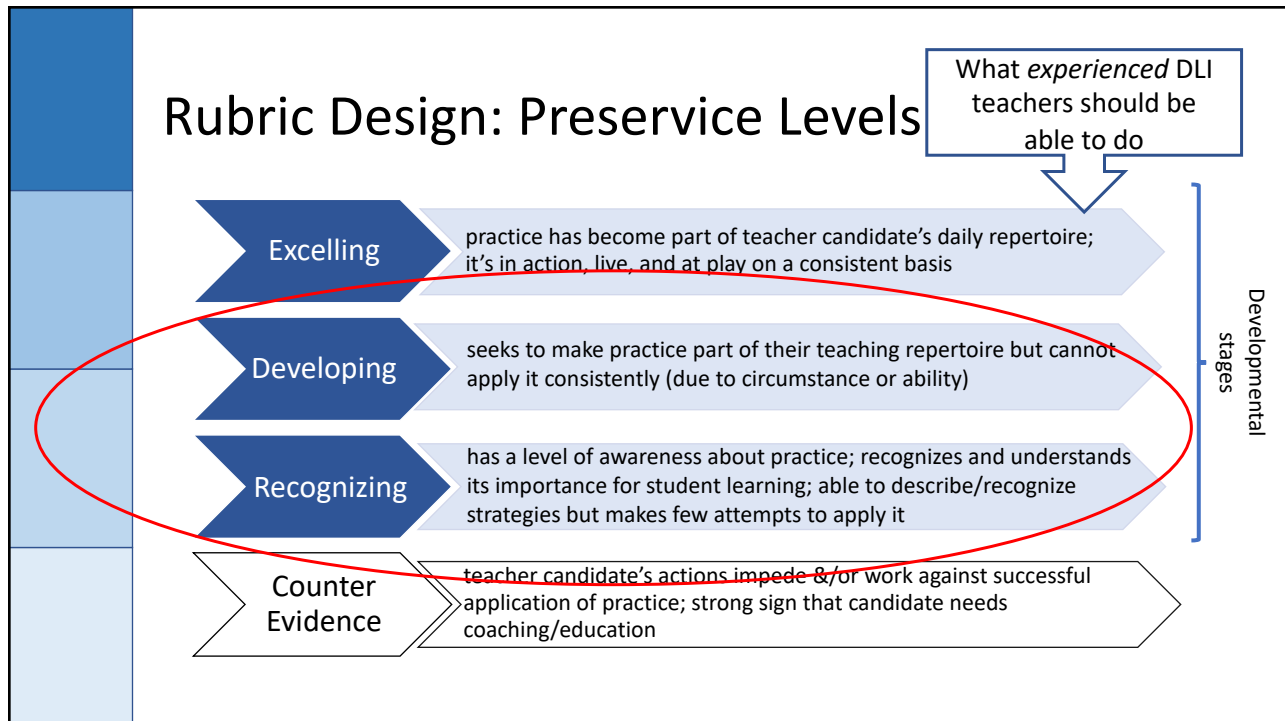 What experienced DLI
teachers should be
able to do
Rubric Design: Preservice Levels
Excelling
practice has become part of teacher candidate’s daily repertoire;
it’s in action, live, and at play on a consistent basis
Developing
seeks to make practice part of their teaching repertoire but cannot
apply it consistently (due to circumstance or ability)
Recognizing
has a level of awareness about practice; recognizes and understands
its importance for student learning; able to describe/recognize
strategies but makes few attempts to apply it
Counter
Evidence
teacher candidate’s actions impede &/or work against successful
application of practice; strong sign that candidate needs
coaching/education
Developmental
stages